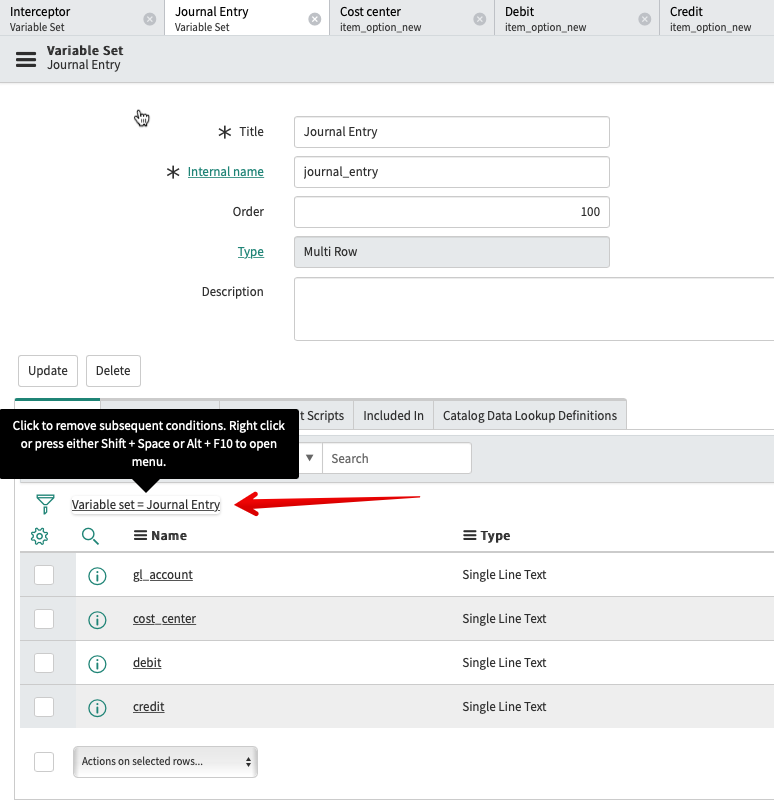 Interceptor
Variable Set
Journal Entry
Variable Set
Cost center
item_option_new
Debit
item_option_new
Credit
item_option_new
Variable Set
Journal Entry
Title
Journal Entry
Internal name
journal_entry
Order
100
Type
Multi Row
Description
Update
Delete
t Scripts
Included In
Catalog Data Lookup Definitions
Click to remove subsequent conditions. Right click
or press either Shift + Space or Alt + F10 to open
menu.
Search
Variable set = Journal Entry
Name
Type
gl_account
Single Line Text
cost_center
Single Line Text
debit
Single Line Text
credit
Single Line Text
Actions on selected rows...